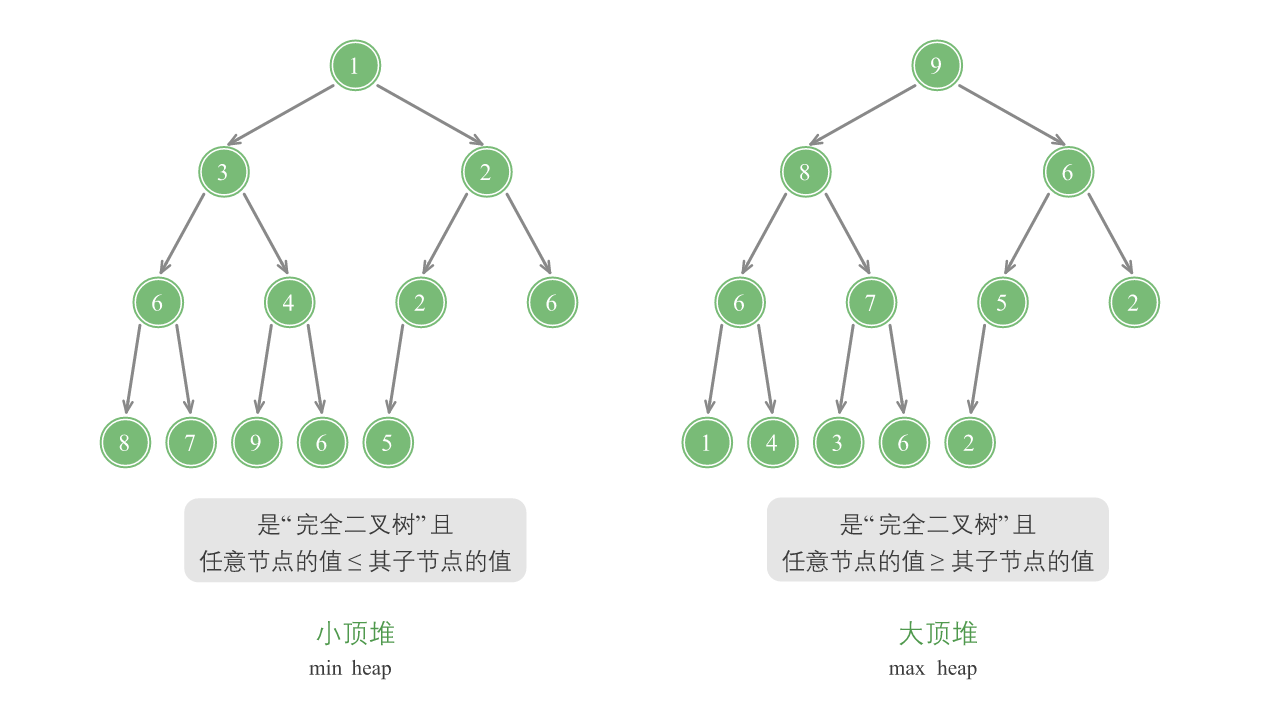 1
3 2
6 4 2 6
8 7 9 6 5
是“完全二叉树”且
任意节点的值 ≤ 其子节点的值
小顶堆
min heap
9
8 6
6 7 5 2
1 4 3 6 2
是“完全二叉树”且
任意节点的值 ≥ 其子节点的值
大顶堆
max heap